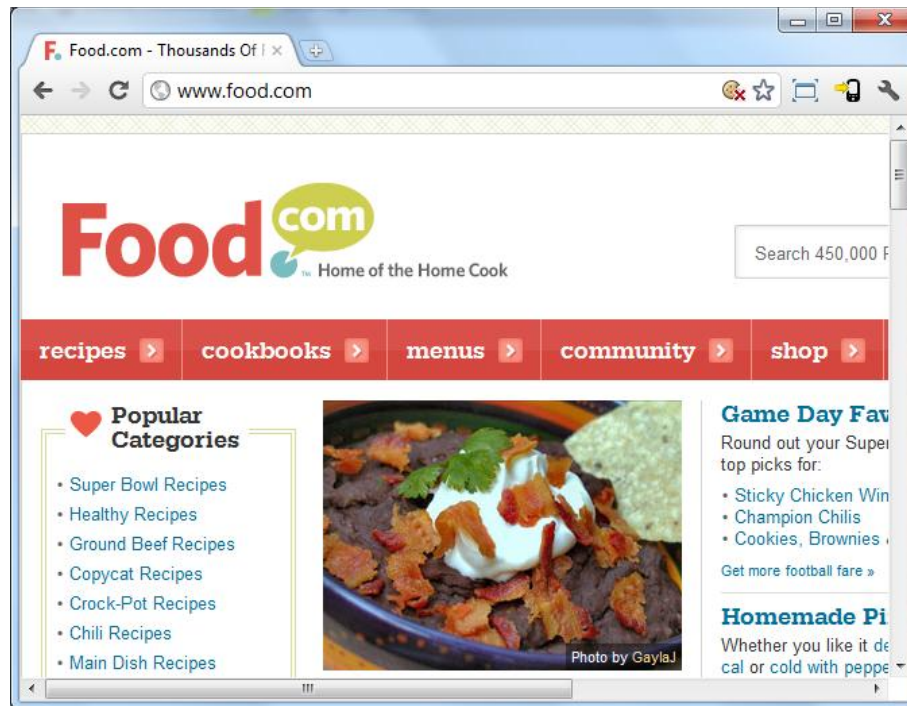 Food.com - Thousands Of
www.food.com
Food.com
™ Home of the Home Cook
Search 450,000
recipes
cookbooks
menus
community
shop
Popular
Categories
• Super Bowl Recipes
• Healthy Recipes
• Ground Beef Recipes
• Copycat Recipes
• Crock-Pot Recipes
• Chili Recipes
• Main Dish Recipes
Photo by GaylaJ
Game Day Fav
Round out your Super
top picks for:
• Sticky Chicken Win
• Champion Chilis
• Cookies, Brownies
Get more football fare »
Homemade Pi
Whether you like it de
cal or cold with peppe